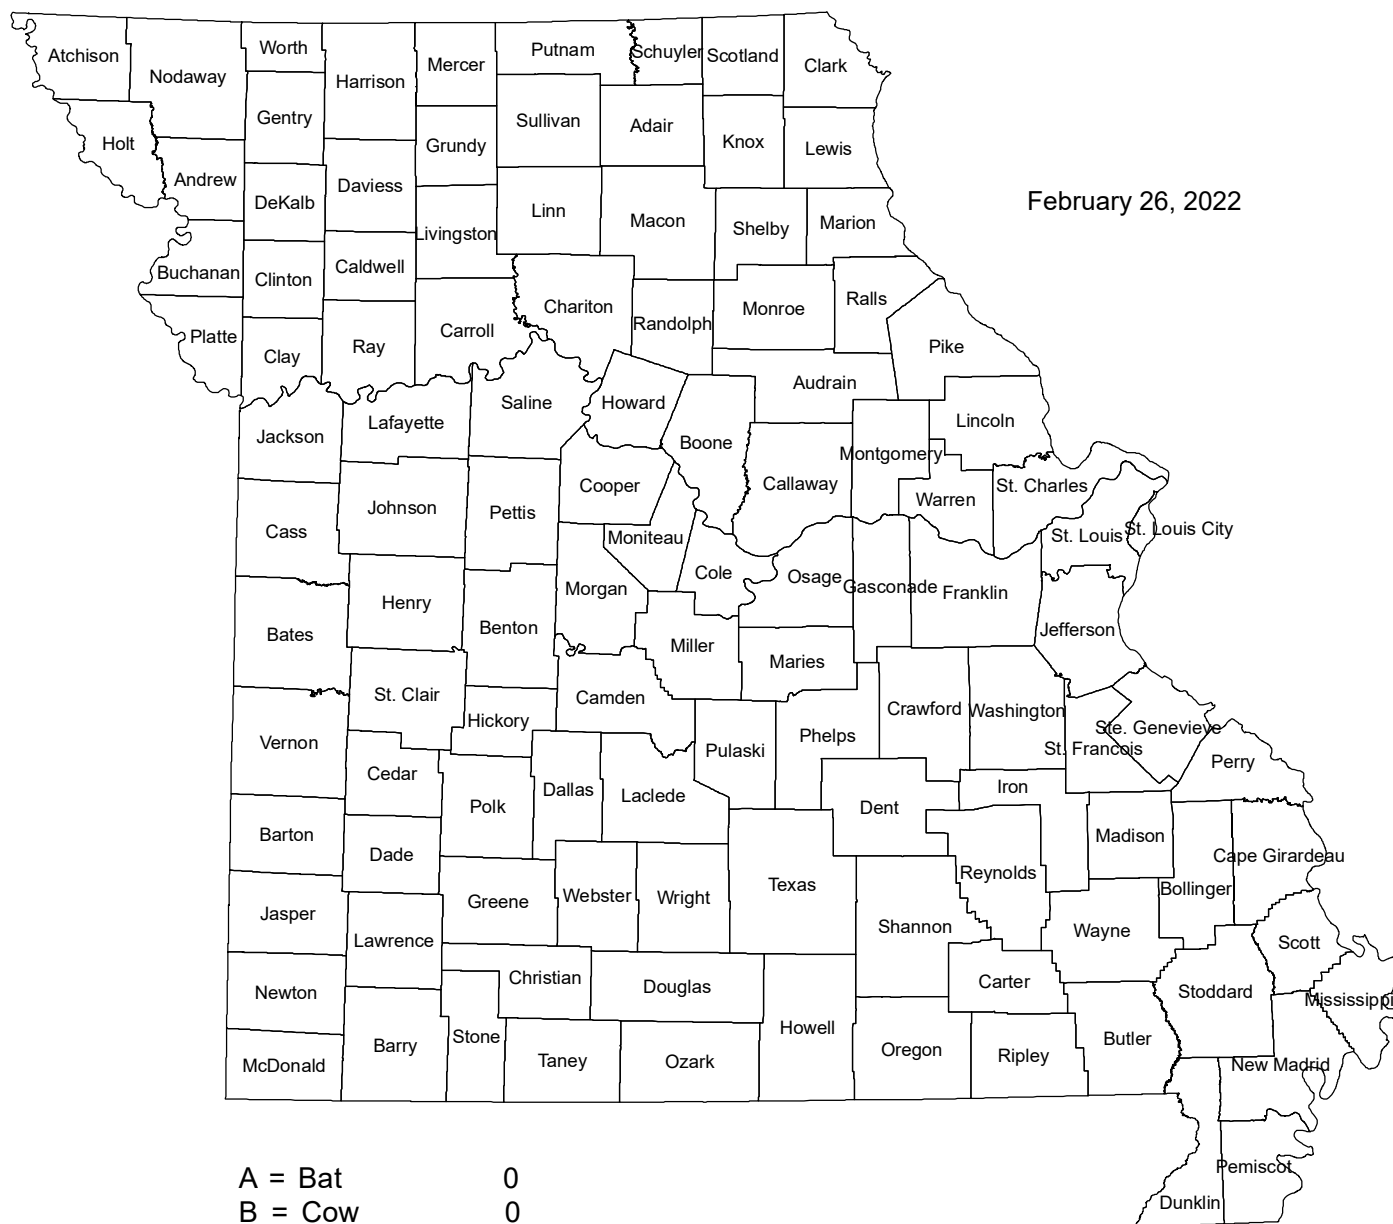 Atchison
Nodaway
Worth
Harrison
Mercer
Putnam
Schuyler
Scotland
Clark
Holt
Gentry
Grundy
Sullivan
Adair
Knox
Lewis
Andrew
DeKalb
Daviess
Livingston
Linn
Macon
Shelby
Marion
February 26, 2022
Buchanan
Clinton
Caldwell
Carroll
Chariton
Randolph
Monroe
Ralls
Pike
Platte
Clay
Ray
Audrain
Jackson
Lafayette
Saline
Howard
Boone
Lincoln
Callaway
Montgomery
Warren
St. Charles
Cass
Johnson
Pettis
Cooper
Moniteau
St. Louis
St. Louis City
Bates
Henry
Benton
Morgan
Cole
Osage
Gasconade
Franklin
Jefferson
Miller
Maries
Vernon
St. Clair
Hickory
Camden
Pulaski
Phelps
Crawford
Washington
Ste. Genevieve
St. Francois
Perry
Cedar
Polk
Dallas
Laclede
Dent
Iron
Barton
Dade
Madison
Cape Girardeau
Jasper
Greene
Webster
Wright
Texas
Reynolds
Bollinger
Lawrence
Shannon
Wayne
Scott
Newton
Christian
Douglas
Carter
Stoddard
Mississippi
McDonald
Barry
Stone
Taney
Ozark
Howell
Oregon
Ripley
Butler
New Madrid
Pemiscot
Dunklin
A = Bat 0
B = Cow 0